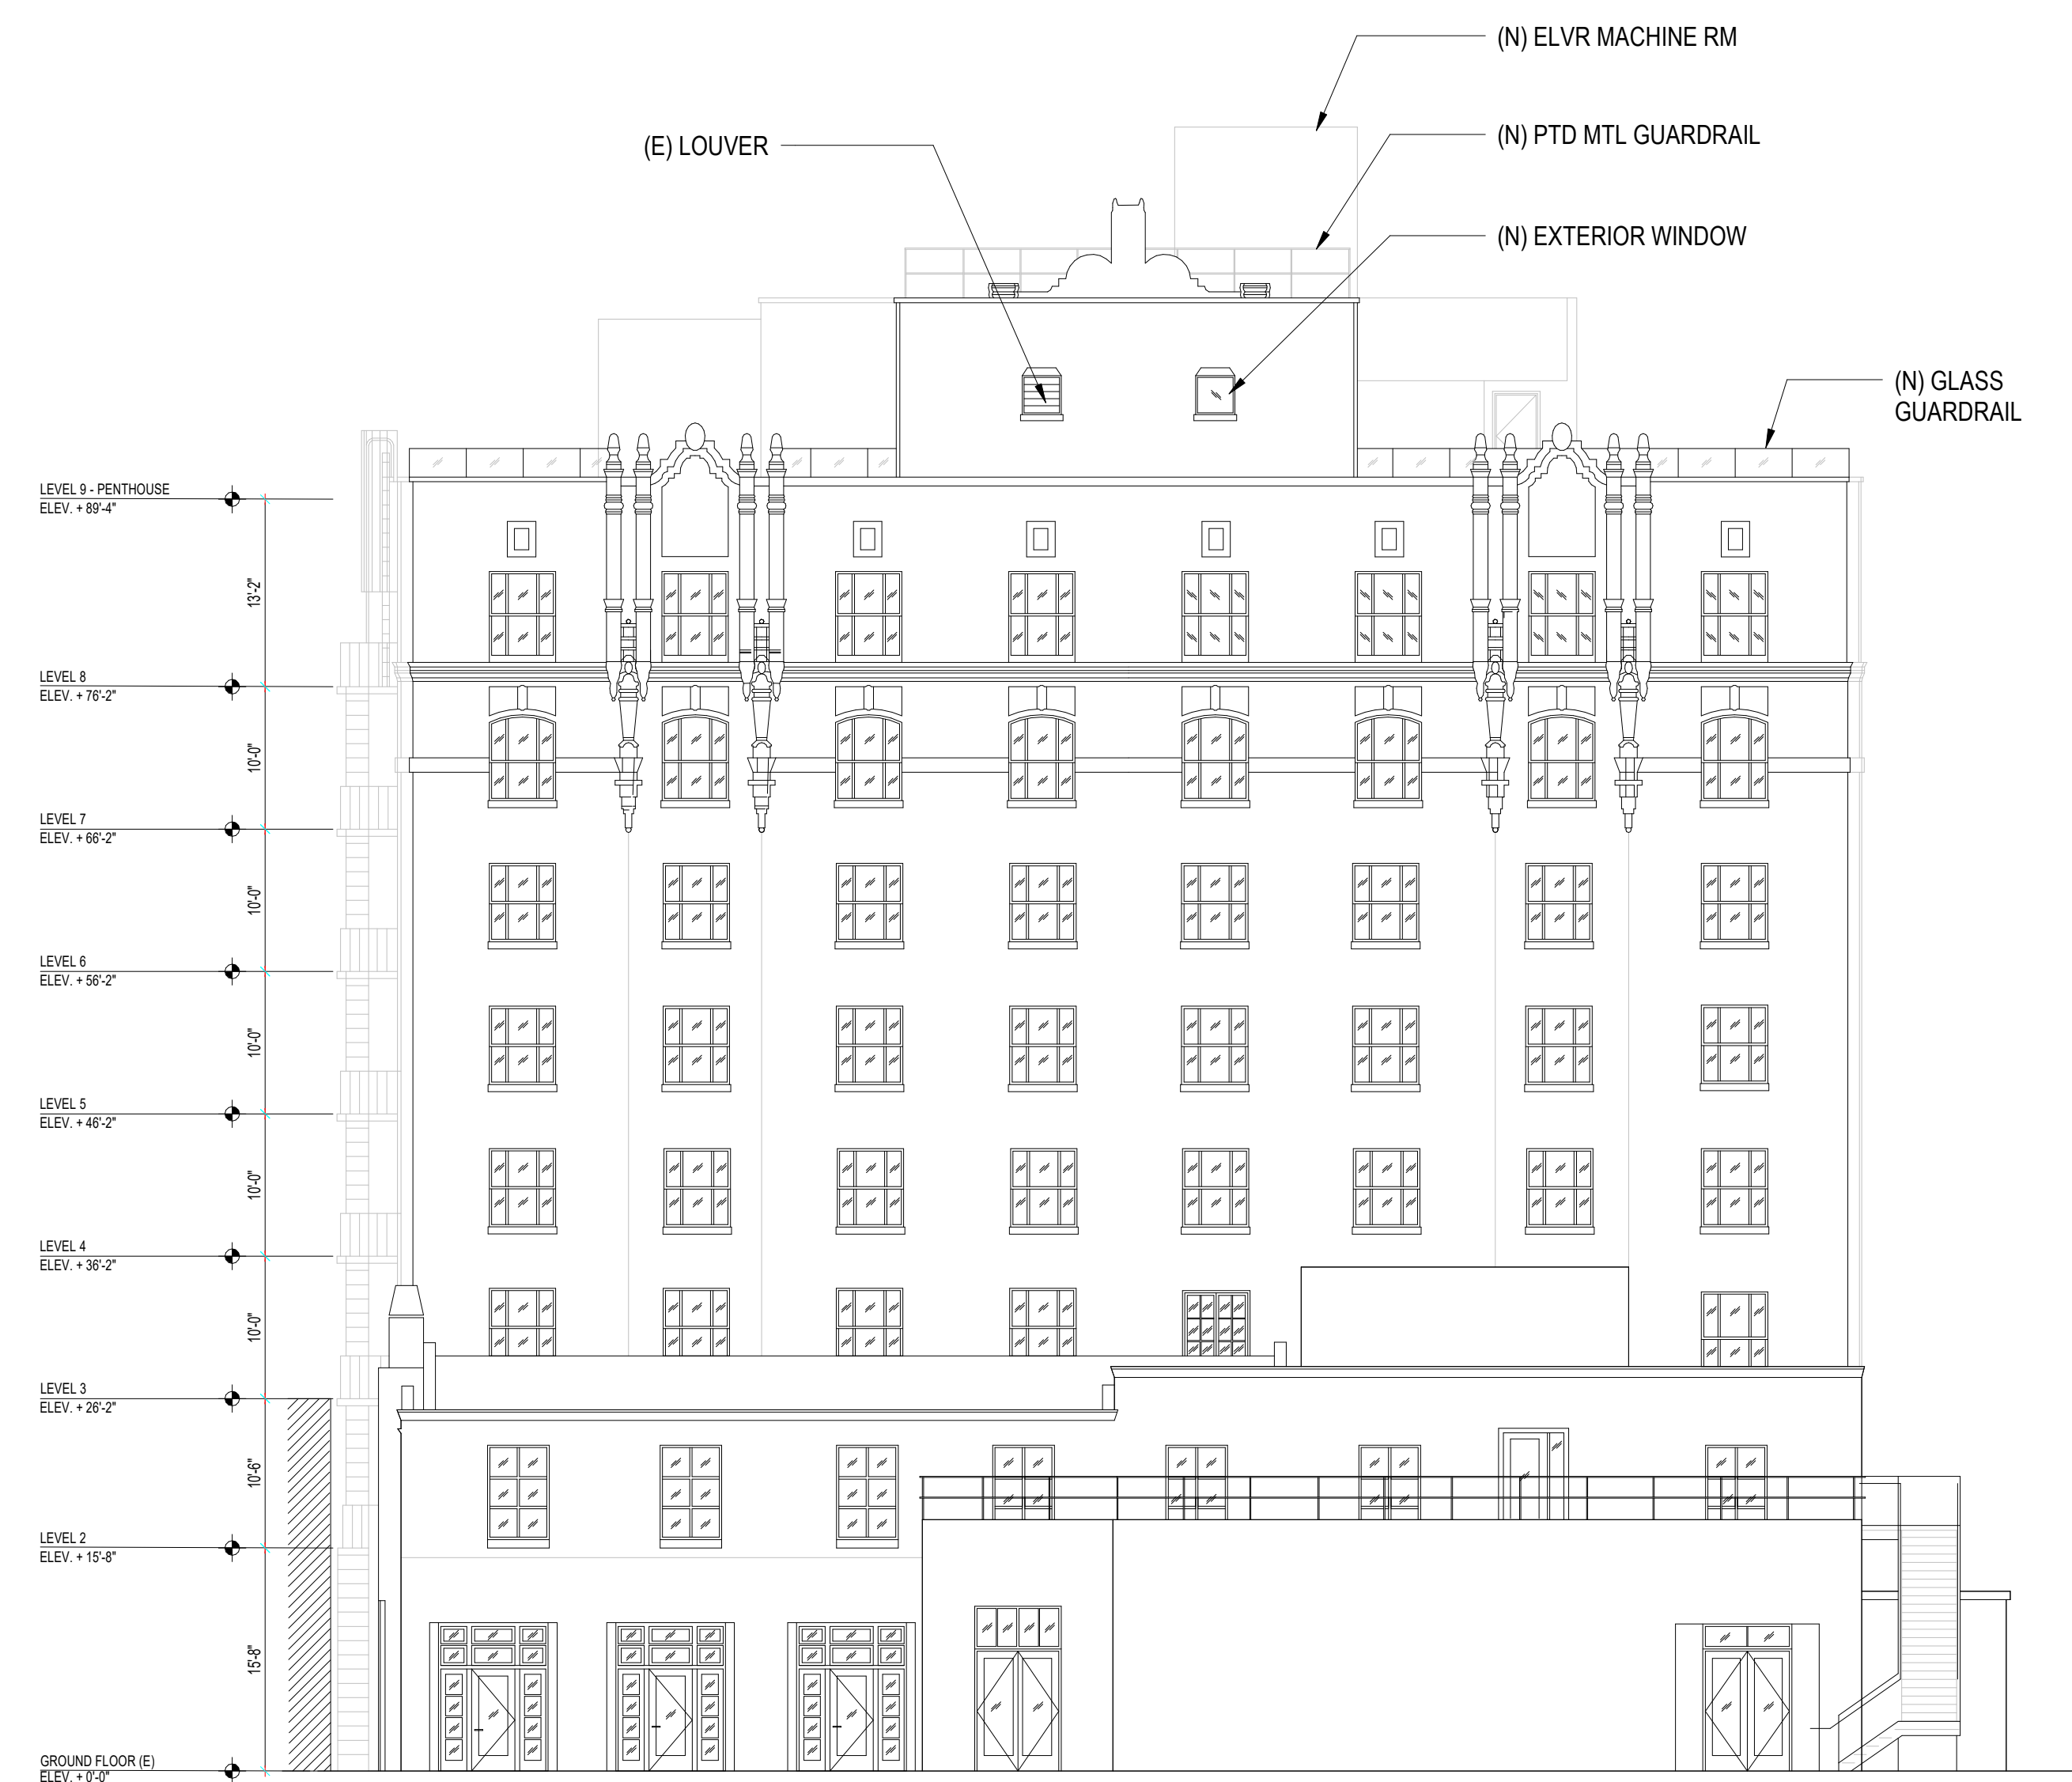 (N) ELVR MACHINE RM
(E) LOUVER
(N) PTD MTL GUARDRAIL
(N) EXTERIOR WINDOW
(N) GLASS
GUARDRAIL
LEVEL 9 - PENTHOUSE
ELEV. + 89'-4"
13'-2"
LEVEL 8
ELEV. + 76'-2"
10'-0"
LEVEL 7
ELEV. + 66'-2"
10'-0"
LEVEL 6
ELEV. + 56'-2"
10'-0"
LEVEL 5
ELEV. + 46'-2"
10'-0"
LEVEL 4
ELEV. + 36'-2"
10'-0"
LEVEL 3
ELEV. + 26'-2"
10'-6"
LEVEL 2
ELEV. + 15'-8"
15'-8"
GROUND FLOOR (E)
ELEV. + 0'-0"